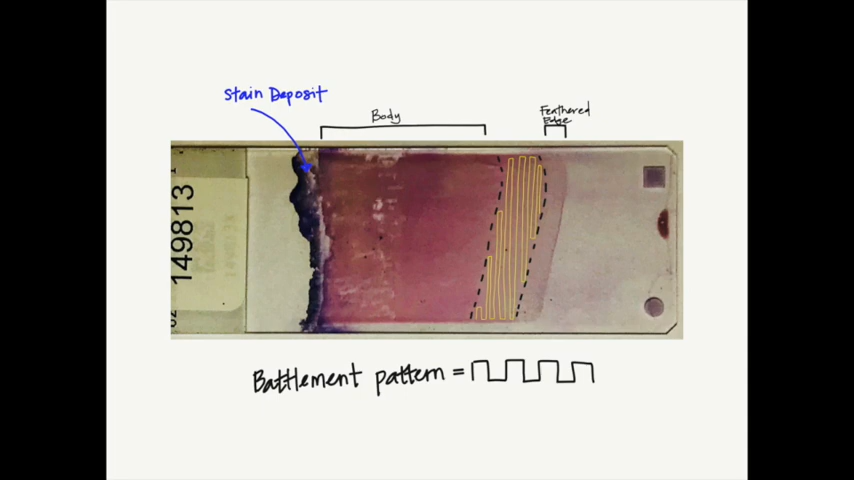 Stain Deposit
Body
Feathered
Edge
149813
Battlement pattern =